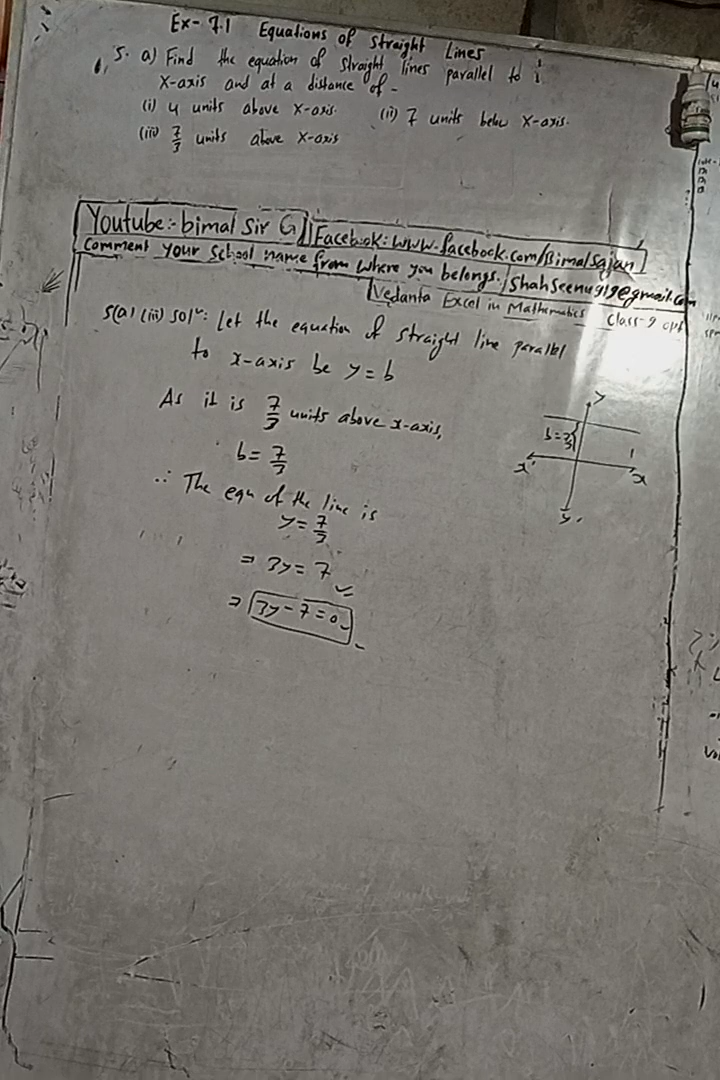 Ex- 7.1 Equations of Straight Lines
5. a) Find the equation of straight lines parallel to
X-axis and at a distance of -
(i) 4 units above X-axis. (ii) 7 units below X-axis.
(iii) 7/3 units above X-axis
Youtube:- bimal Sir G || Facebook: www.facebook.com/Bimalsajan
Comment your School name from where you belongs. / Shahseenu919@gmail.com
Vedanta Excel in Mathematics Class-9 opt
5(a) (iii) solⁿ: Let the equation of straight line parallel
to x-axis be y = b
As it is 7/3 units above x-axis,
b = 7/3
∴ The eqn of the line is
y = 7/3
⇒ 3y = 7
⇒ 3y - 7 = 0
y
b = 7/3
x' x
y'